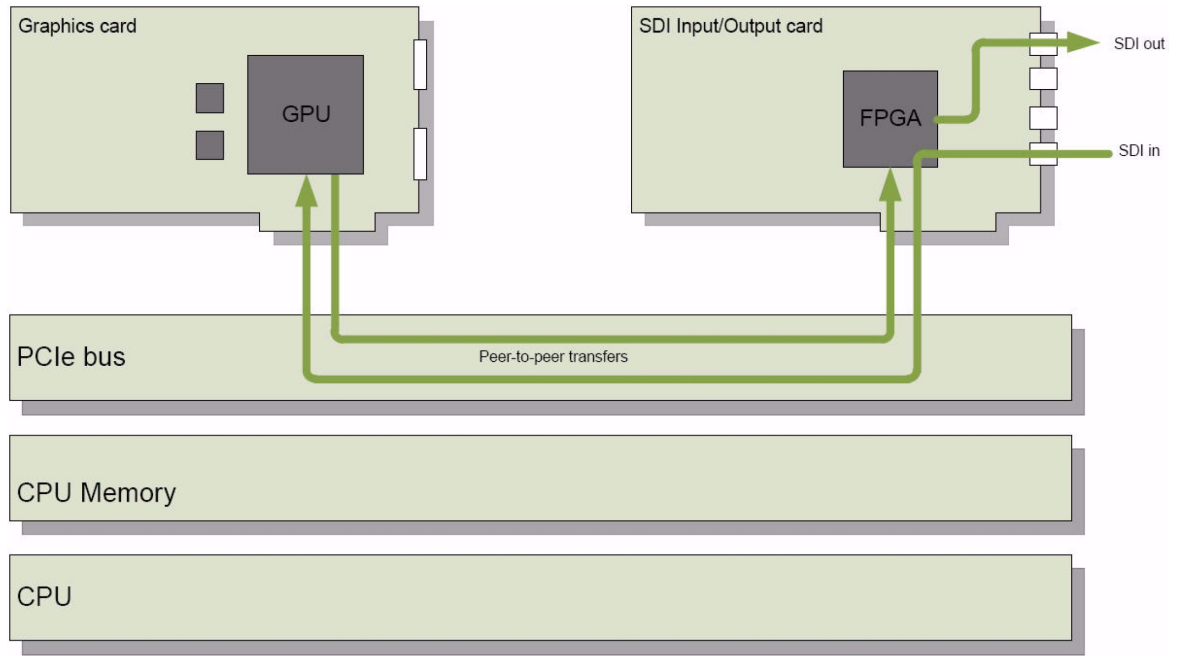 Graphics card
SDI Input/Output card
SDI out
GPU
FPGA
SDI in
PCIe bus
Peer-to-peer transfers
CPU Memory
CPU